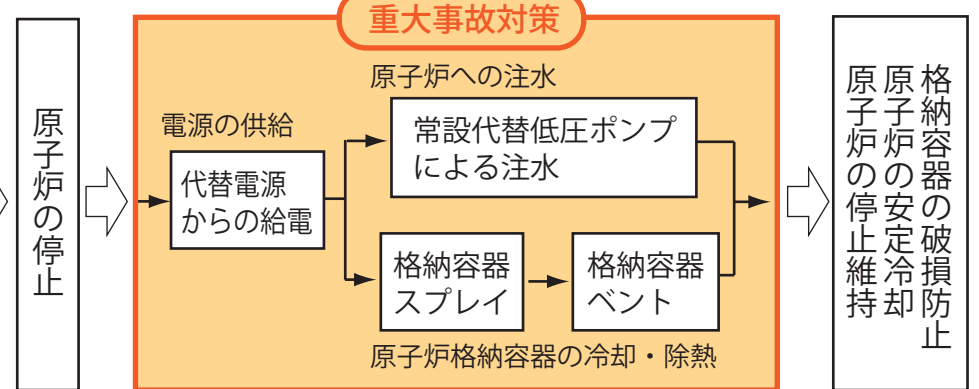 重大事故対策
原子炉の停止
電源の供給
代替電源
からの給電
原子炉への注水
常設代替低圧ポンプ
による注水
格納容器
スプレイ
格納容器
ベント
原子炉格納容器の冷却・除熱
格納容器の破損防止
原子炉の安定冷却
原子炉の停止維持